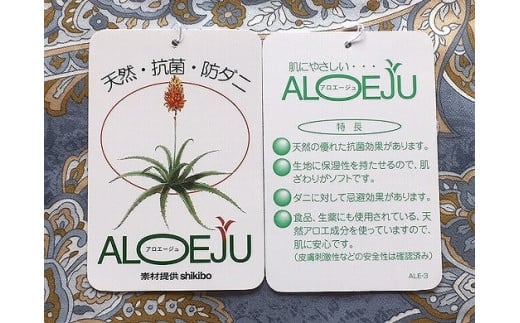 天然・抗菌・防ダニ
ALOEJU
アロエージュ
素材提供 shikibo
肌にやさしい・・・
ALOEJU
アロエージュ
特長
天然の優れた抗菌効果があります。
生地に保湿性を持たせるので、肌
ざわりがソフトです。
ダニに対して忌避効果があります。
食品、生薬にも使用されている、天
然アロエ成分を使っていますので、
肌に安心です。
(皮膚刺激性などの安全性は確認済み)
ALE-3